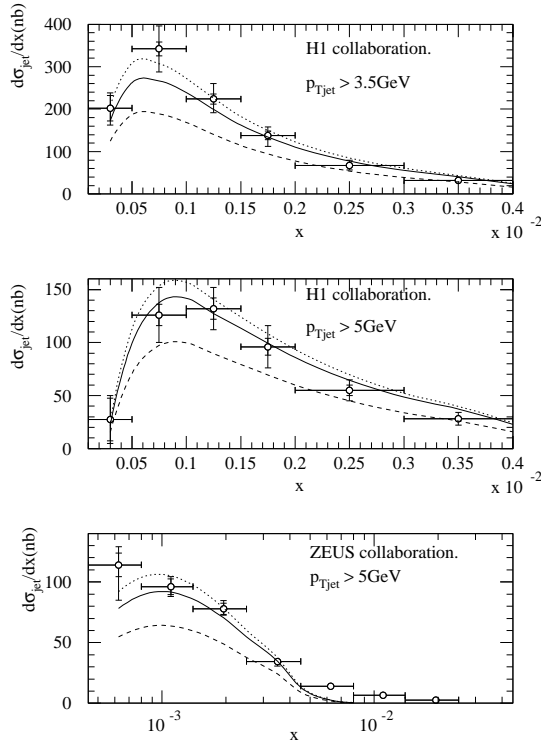 400
300
200
100
0
dσjet/dx(nb)
H1 collaboration.
pTjet > 3.5GeV
0.05 0.1 0.15 0.2 0.25 0.3 0.35 0.4
x
x 10-2
150
100
50
0
dσjet/dx(nb)
H1 collaboration.
pTjet > 5GeV
0.05 0.1 0.15 0.2 0.25 0.3 0.35 0.4
x
x 10-2
150
100
50
0
dσjet/dx(nb)
ZEUS collaboration.
pTjet > 5GeV
10-3 10-2
x